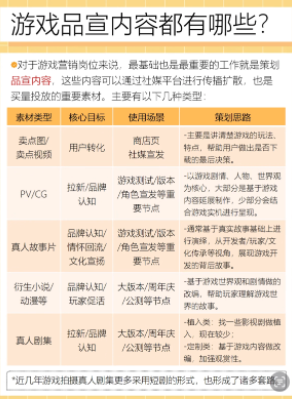 游戏品宣内容都有哪些?
●对于游戏营销岗位来说，最基础也是最重要的工作就是策划
品宣内容，这些内容可以通过社媒平台进行传播扩散，也是
买量投放的重要素材。主要有以下几种类型：
素材类型 核心目标 使用场景 策划思路
卖点图/
卖点视频
用户转化
商店页
社媒宣发
-主要是讲清楚游戏的玩法、
特点，帮助用户做出是否下
载的最后决策。
PV/CG
拉新/品牌
认知
游戏测试/版本
/角色宣发等重
要节点
-以游戏剧情、人物、世界观
为核心，大部分是基于游戏
内容延展制作，少部分会结
合游戏实机进行呈现。
真人故事片
品牌认知/
情怀回流/
文化宣扬
游戏测试/版本
/角色宣发等重
要节点
-通常基于真实故事基础上进
行演绎，从开发者/玩家/文
化传承等视角，展现游戏开
发的背后故事。
衍生小说/
动漫等
品牌认知/
玩家促活
大版本/周年庆
/公测等节点
-基于游戏世界观和剧情做的
改编，帮助玩家理解游戏世
界的故事。
真人剧集
拉新/品牌
认知
大版本/周年庆
/公测等节点
-植入类：找一些影视剧做植
入，现在较少；
-定制类：基于游戏内容做改
编，加强观赏性。
*近几年游戏拍摄真人剧集更多采用短剧的形式，也形成了诸多套路